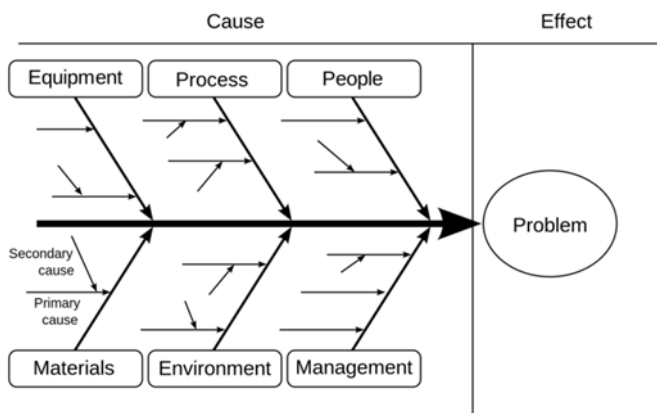 Cause
Effect
Equipment
Process
People
Problem
Secondary
cause
Primary
cause
Materials
Environment
Management